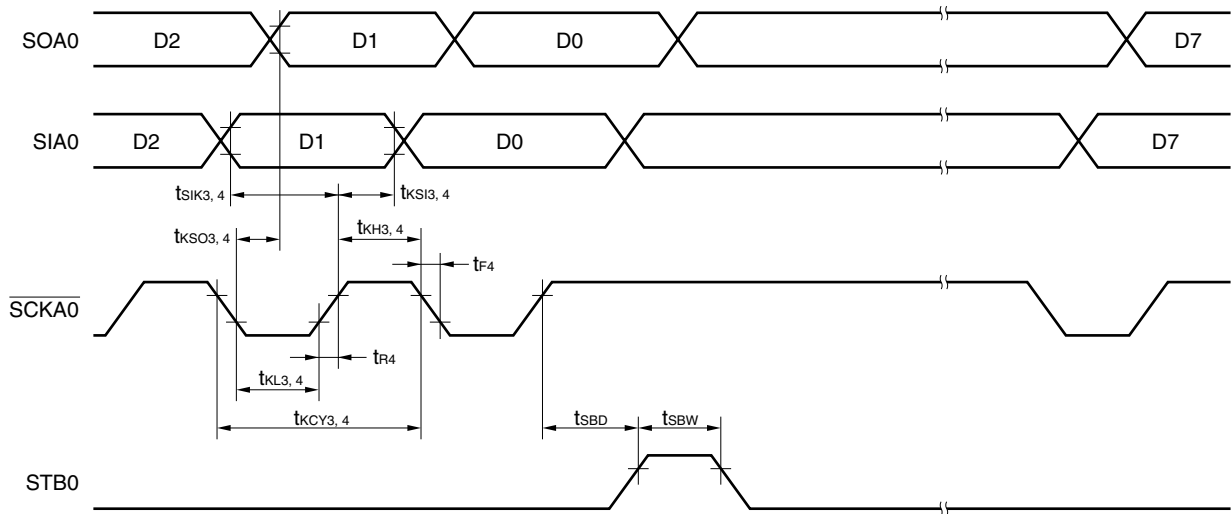 SOA0 D2 D1 D0 D7
SIA0 D2 D1 D0 D7
tSIK3, 4 tKSI3, 4
tKSO3, 4 tKH3, 4
tF4
SCKA0
tR4
tKL3, 4
tKCY3, 4 tSBD tSBW
STB0